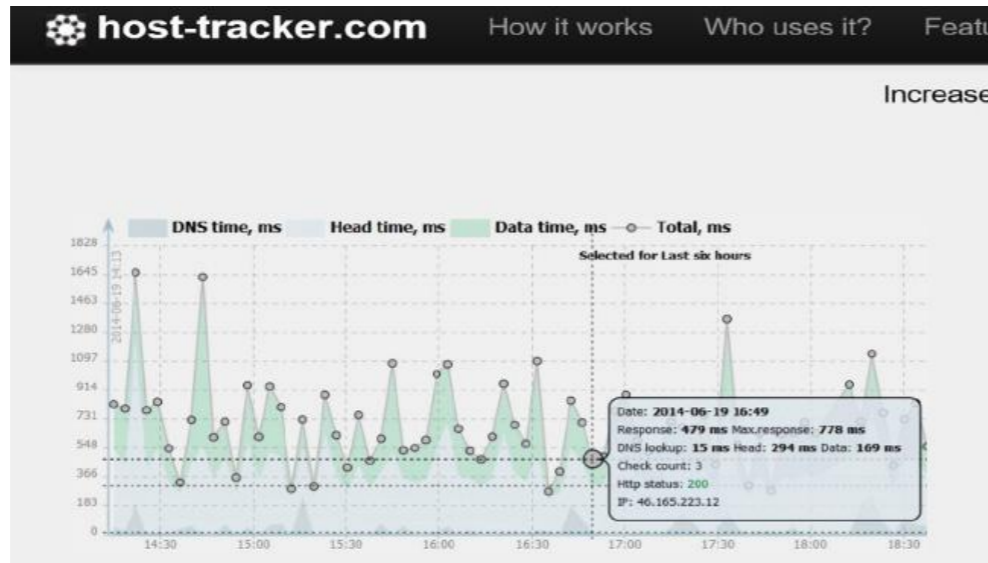 host-tracker.com How it works Who uses it? Featu
Increase
DNS time, ms Head time, ms Data time, ms Total, ms
Selected for Last six hours
1828
1645
1463
1280
1097
914
731
548
366
183
0
2014-06-19 14:13
Date: 2014-06-19 16:49
Response: 479 ms Max.response: 778 ms
DNS lookup: 15 ms Head: 294 ms Data: 169 ms
Check count: 3
Http status: 200
IP: 46.165.223.12
14:30 15:00 15:30 16:00 16:30 17:00 17:30 18:00 18:30